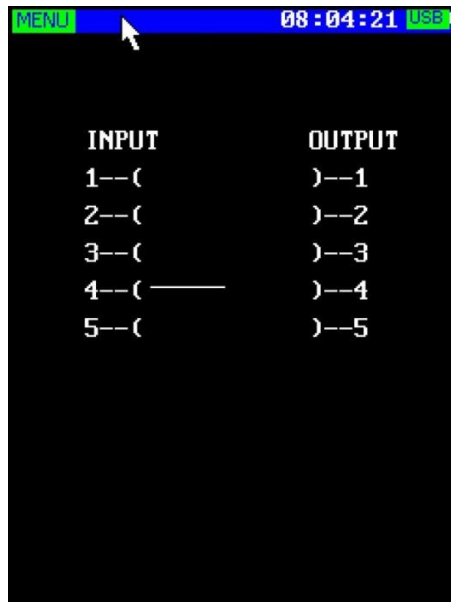 MENU 08:04:21 USB
INPUT OUTPUT
1--( )--1
2--( )--2
3--( )--3
4--( )--4
5--( )--5